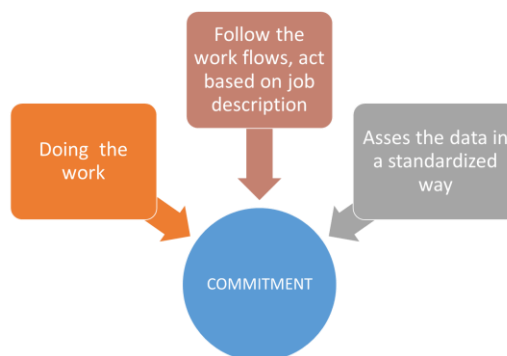 Follow the
work flows, act
based on job
description
Doing the
work
Asses the data in
a standardized
way
COMMITMENT